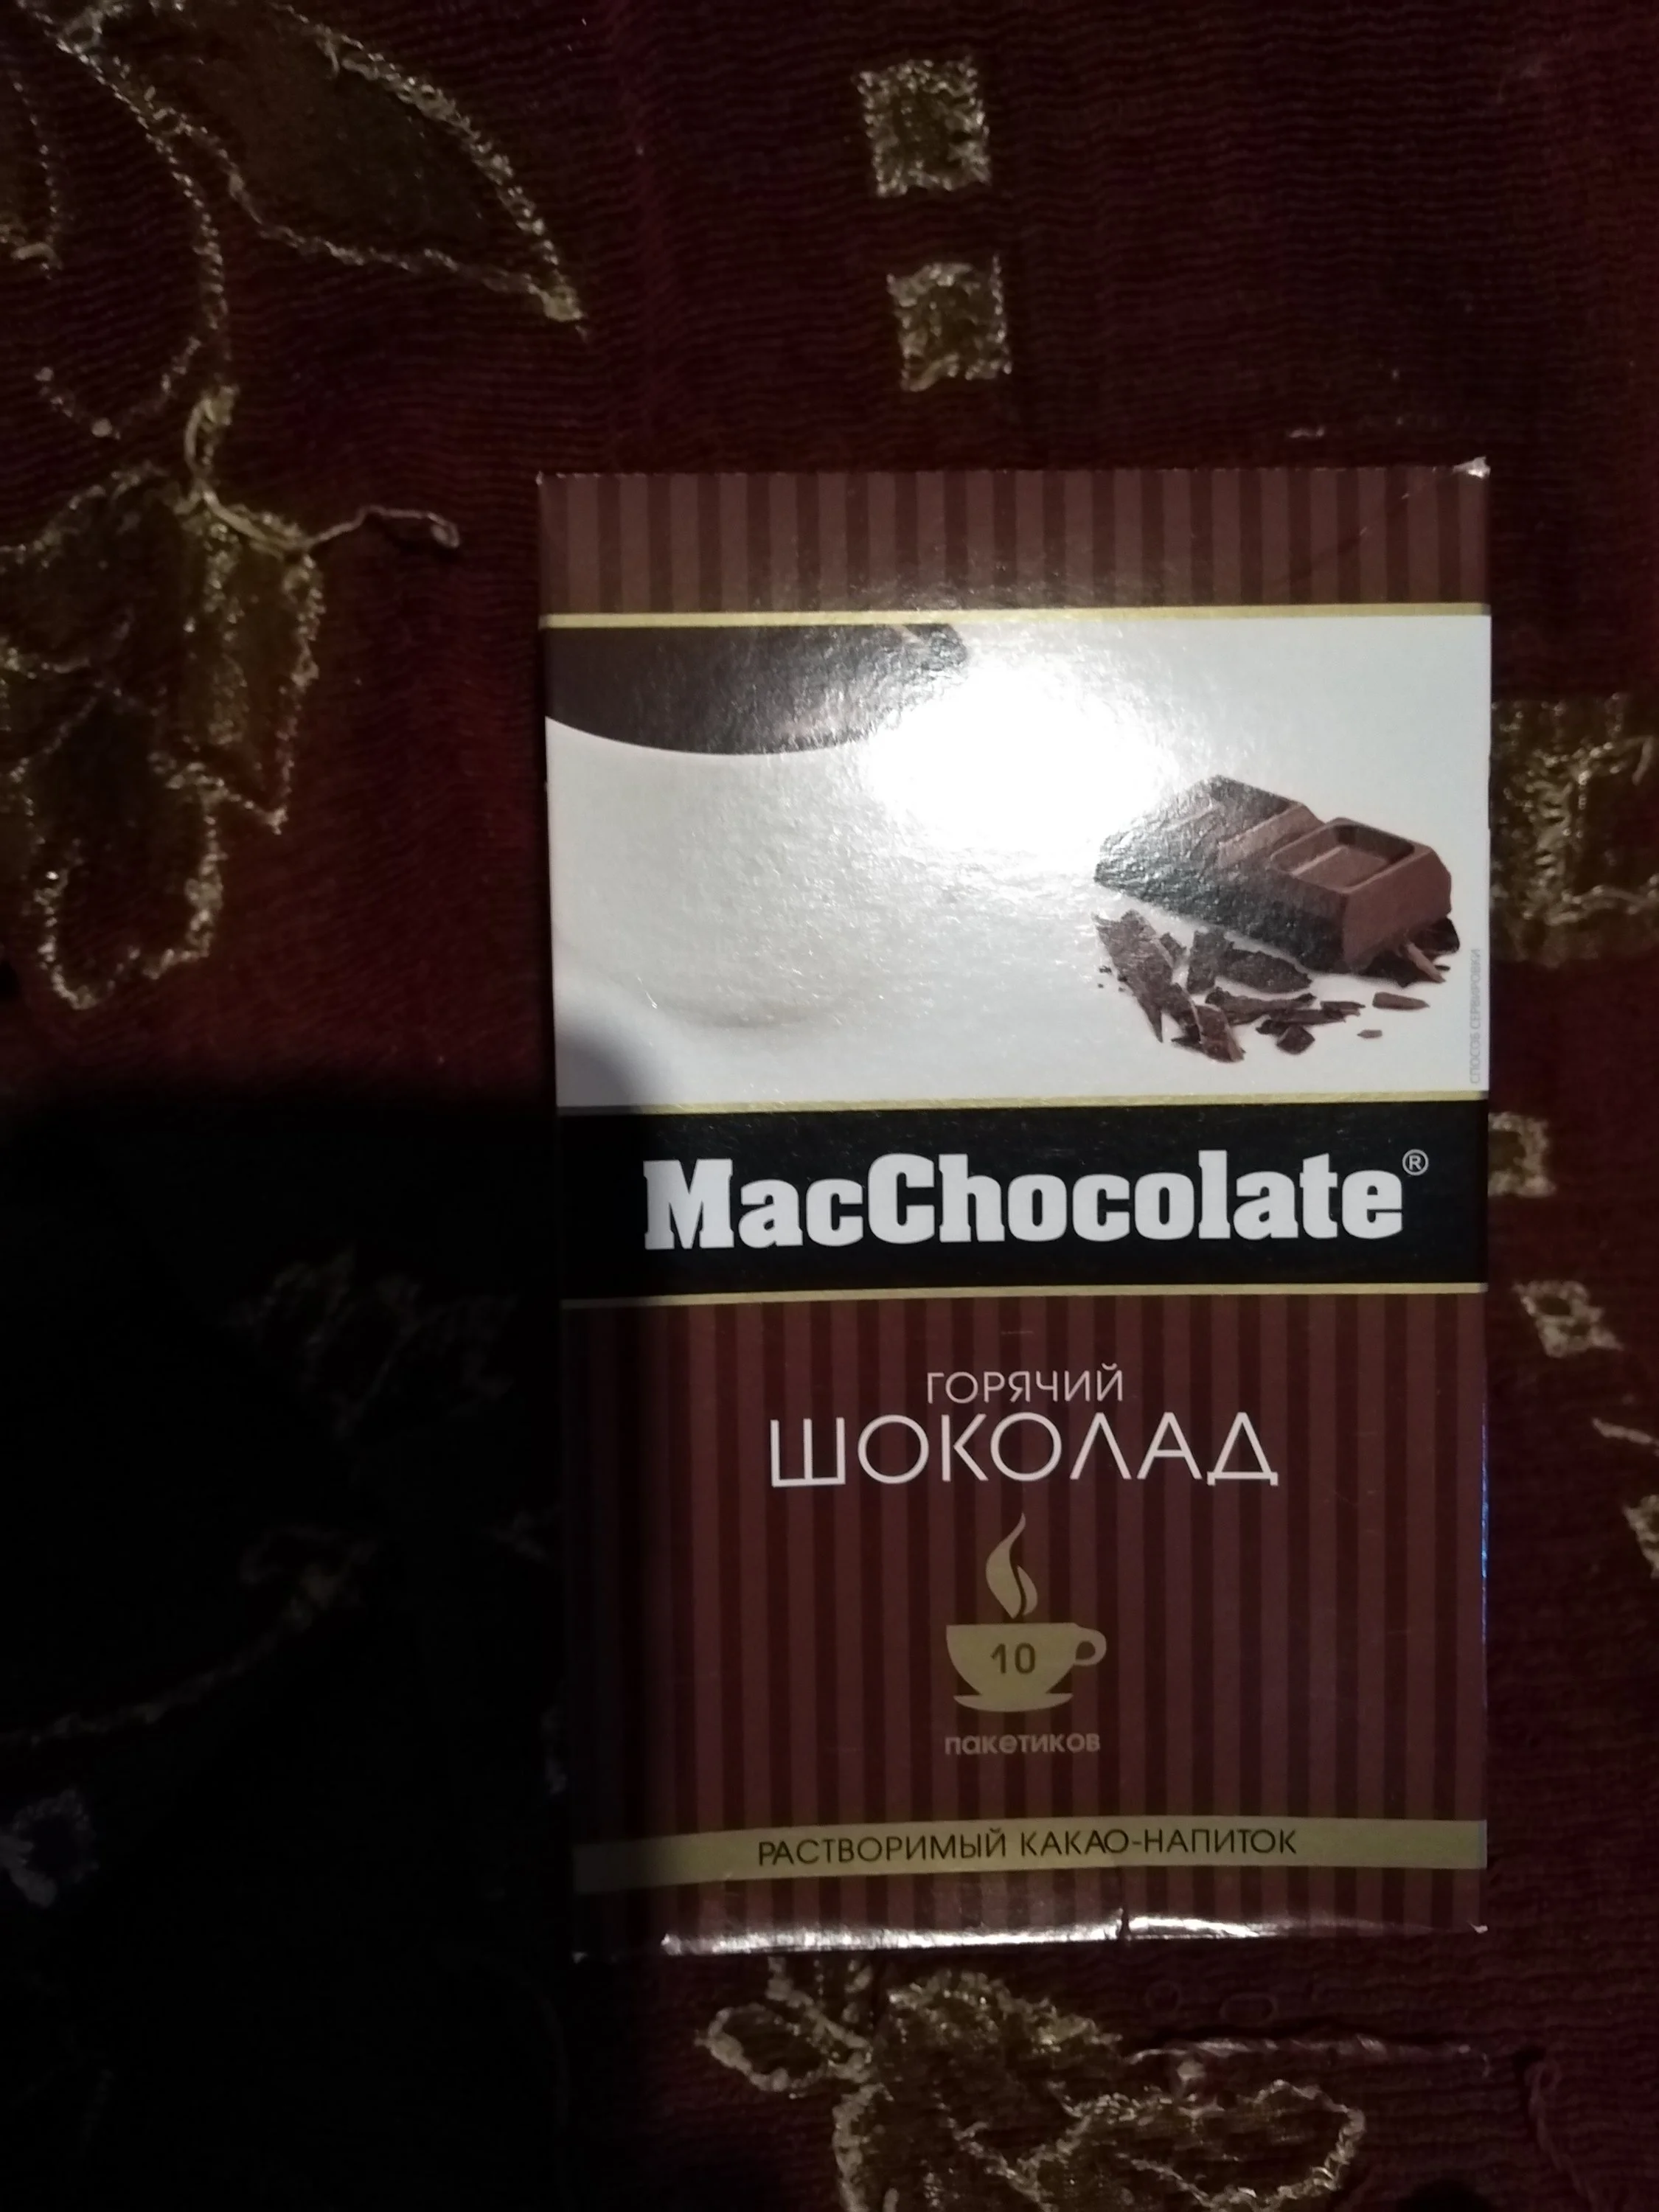 СПОСОБ СЕРВИРОВКИ
MacChocolate®
ГОРЯЧИЙ
ШОКОЛАД
10
пакетиков
РАСТВОРИМЫЙ КАКАО-НАПИТОК